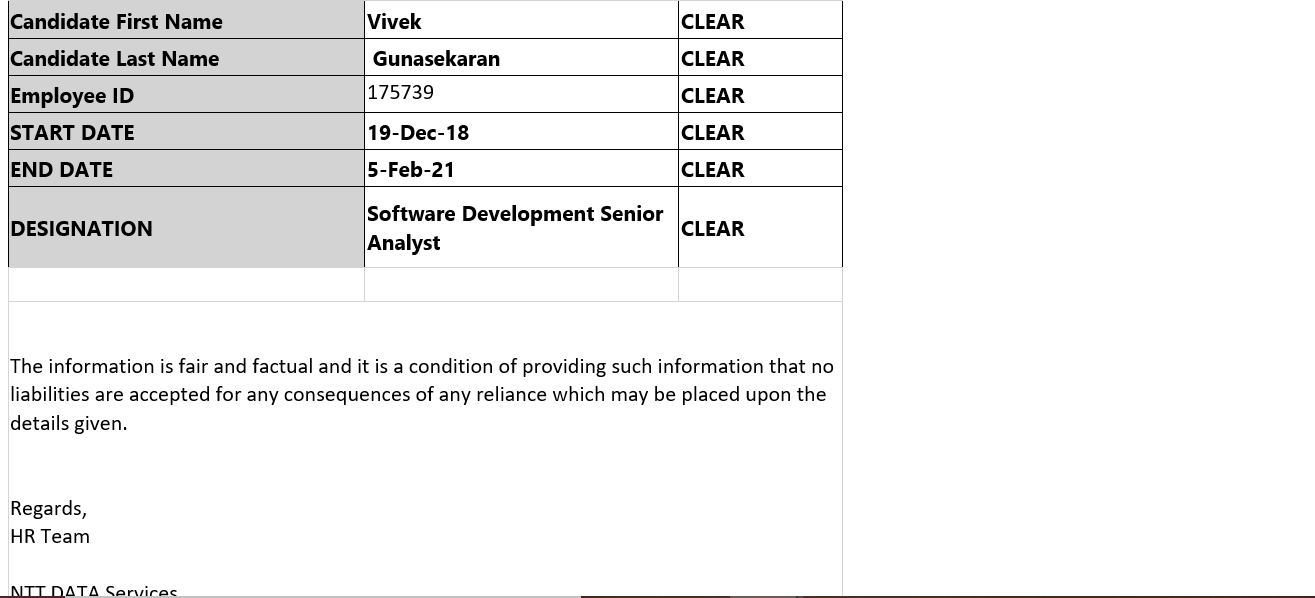 Candidate First Name Vivek CLEAR
Candidate Last Name Gunasekaran CLEAR
Employee ID 175739 CLEAR
START DATE 19-Dec-18 CLEAR
END DATE 5-Feb-21 CLEAR
DESIGNATION Software Development Senior Analyst CLEAR
The information is fair and factual and it is a condition of providing such information that no
liabilities are accepted for any consequences of any reliance which may be placed upon the
details given.
Regards,
HR Team
NTT DATA Services